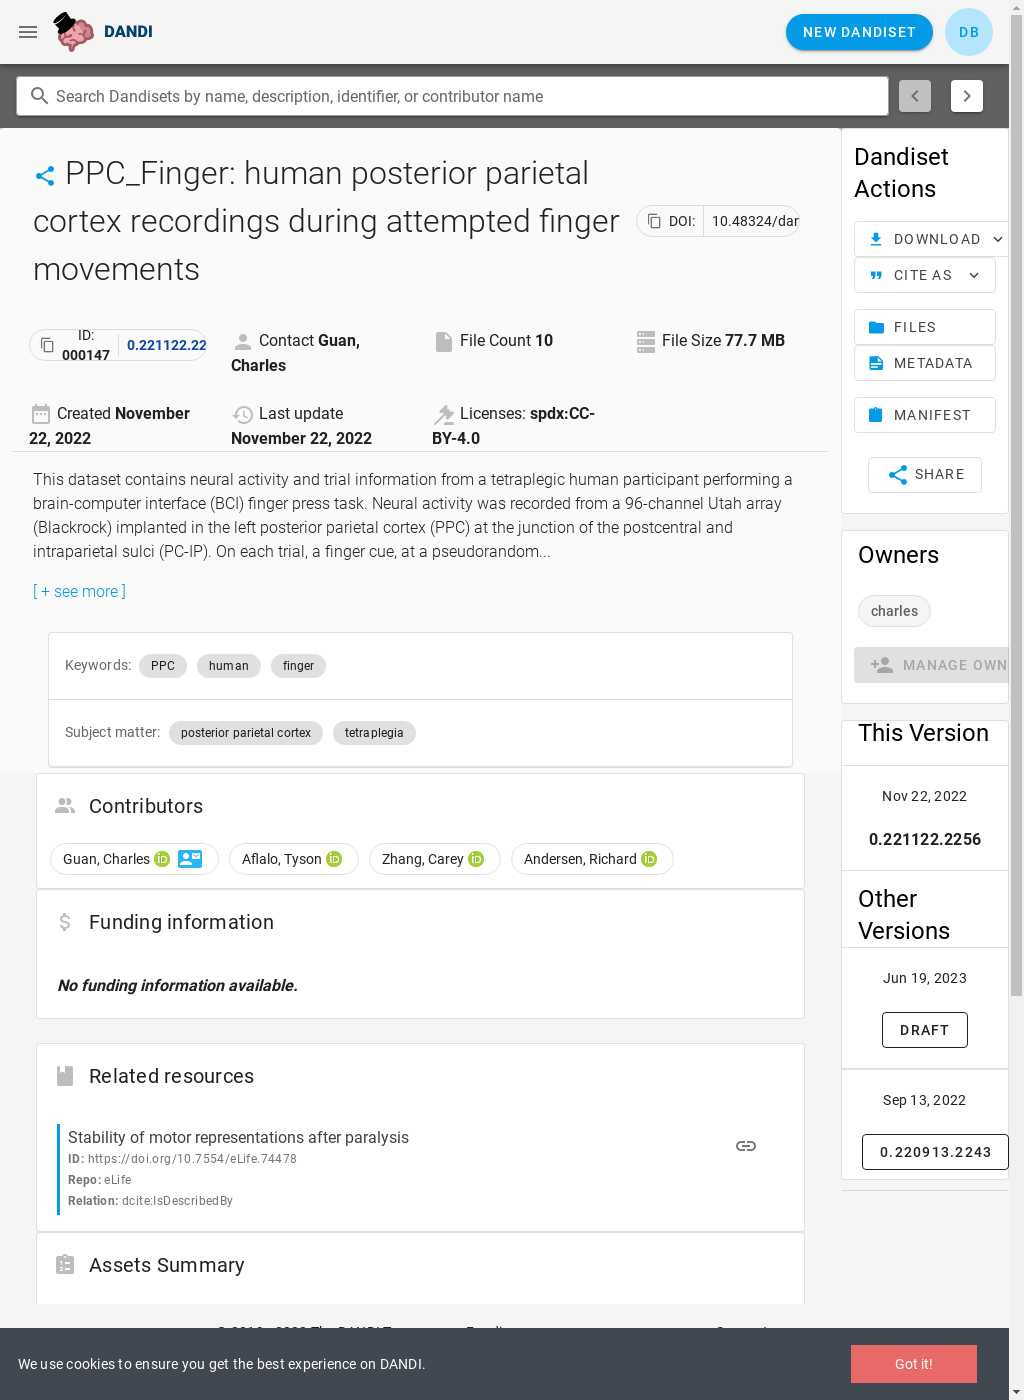 DANDI
NEW DANDISET
DB
Search Dandisets by name, description, identifier, or contributor name
PPC_Finger: human posterior parietal
cortex recordings during attempted finger
movements
DOI:
10.48324/dan
ID:
000147
0.221122.22
Contact Guan,
Charles
File Count 10
File Size 77.7 MB
Created November
22, 2022
Last update
November 22, 2022
Licenses: spdx:CC-
BY-4.0
This dataset contains neural activity and trial information from a tetraplegic human participant performing a
brain-computer interface (BCI) finger press task. Neural activity was recorded from a 96-channel Utah array
(Blackrock) implanted in the left posterior parietal cortex (PPC) at the junction of the postcentral and
intraparietal sulci (PC-IP). On each trial, a finger cue, at a pseudorandom...
[ + see more ]
Keywords: PPC human finger
Subject matter: posterior parietal cortex tetraplegia
Contributors
Guan, Charles
Aflalo, Tyson
Zhang, Carey
Andersen, Richard
Funding information
No funding information available.
Related resources
Stability of motor representations after paralysis
ID: https://doi.org/10.7554/eLife.74478
Repo: eLife
Relation: dcite:IsDescribedBy
Assets Summary
Dandiset
Actions
DOWNLOAD
CITE AS
FILES
METADATA
MANIFEST
SHARE
Owners
charles
MANAGE OWN
This Version
Nov 22, 2022
0.221122.2256
Other
Versions
Jun 19, 2023
DRAFT
Sep 13, 2022
0.220913.2243
We use cookies to ensure you get the best experience on DANDI.
Got it!